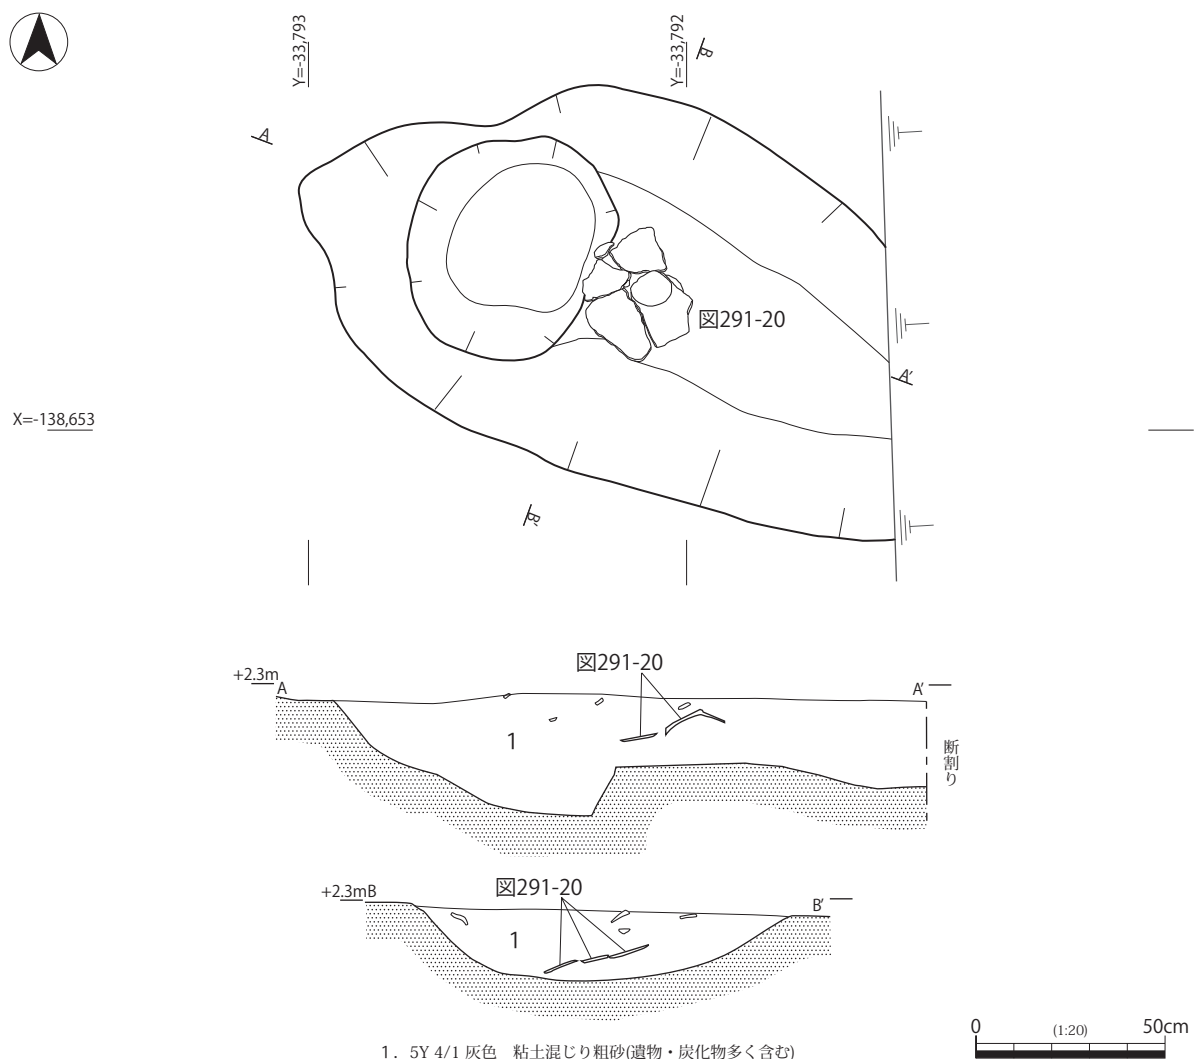 Y=-33,793
Y=-33,792
B
A
図291-20
A'
X=-138,653
B'
図291-20
+2.3m
A
A'
1
断割り
図291-20
+2.3mB
B'
1
1. 5Y 4/1 灰色 粘土混じり粗砂(遺物・炭化物多く含む)
0 (1:20) 50cm